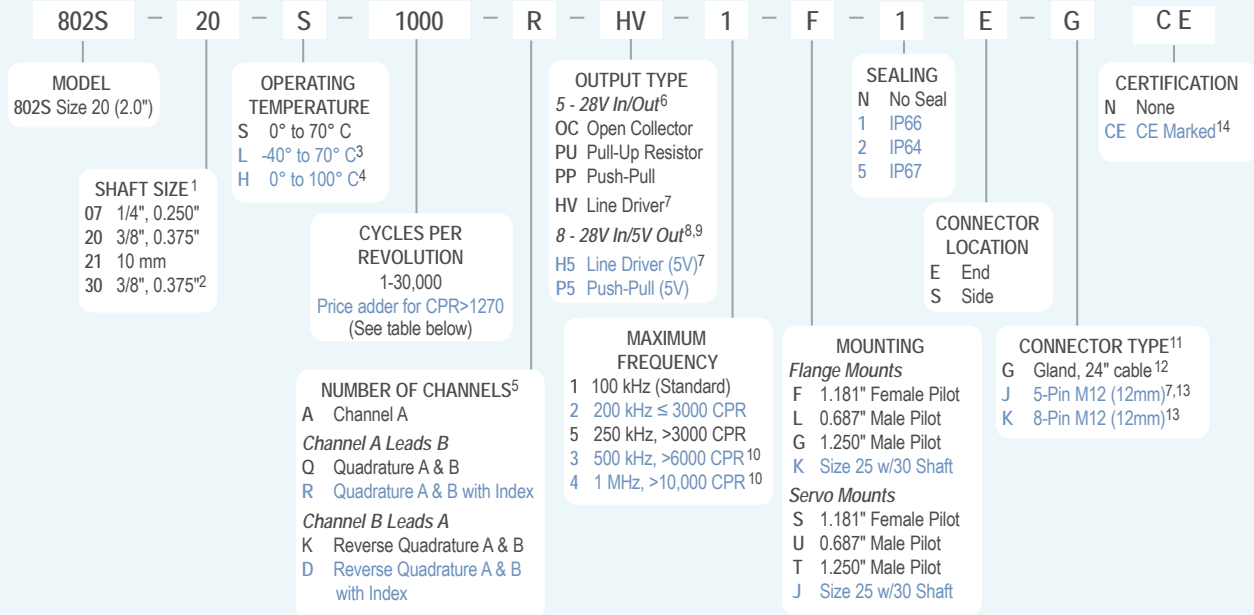 802S – 20 – S – 1000 – R – HV – 1 – F – 1 – E – G CE
MODEL
802S Size 20 (2.0")
SHAFT SIZE 1
07 1/4", 0.250"
20 3/8", 0.375"
21 10 mm
30 3/8", 0.375"2
OPERATING
TEMPERATURE
S 0° to 70° C
L -40° to 70° C3
H 0° to 100° C4
CYCLES PER
REVOLUTION
1-30,000
Price adder for CPR>1270
(See table below)
NUMBER OF CHANNELS5
A Channel A
Channel A Leads B
Q Quadrature A & B
R Quadrature A & B with Index
Channel B Leads A
K Reverse Quadrature A & B
D Reverse Quadrature A & B
with Index
OUTPUT TYPE
5 - 28V In/Out6
OC Open Collector
PU Pull-Up Resistor
PP Push-Pull
HV Line Driver7
8 - 28V In/5V Out8,9
H5 Line Driver (5V)7
P5 Push-Pull (5V)
MAXIMUM
FREQUENCY
1 100 kHz (Standard)
2 200 kHz ≤ 3000 CPR
5 250 kHz, >3000 CPR
3 500 kHz, >6000 CPR10
4 1 MHz, >10,000 CPR10
MOUNTING
Flange Mounts
F 1.181" Female Pilot
L 0.687" Male Pilot
G 1.250" Male Pilot
K Size 25 w/30 Shaft
Servo Mounts
S 1.181" Female Pilot
U 0.687" Male Pilot
T 1.250" Male Pilot
J Size 25 w/30 Shaft
SEALING
N No Seal
1 IP66
2 IP64
5 IP67
CONNECTOR
LOCATION
E End
S Side
CONNECTOR TYPE11
G Gland, 24" cable12
J 5-Pin M12 (12mm)7,13
K 8-Pin M12 (12mm)13
CERTIFICATION
N None
CE CE Marked14